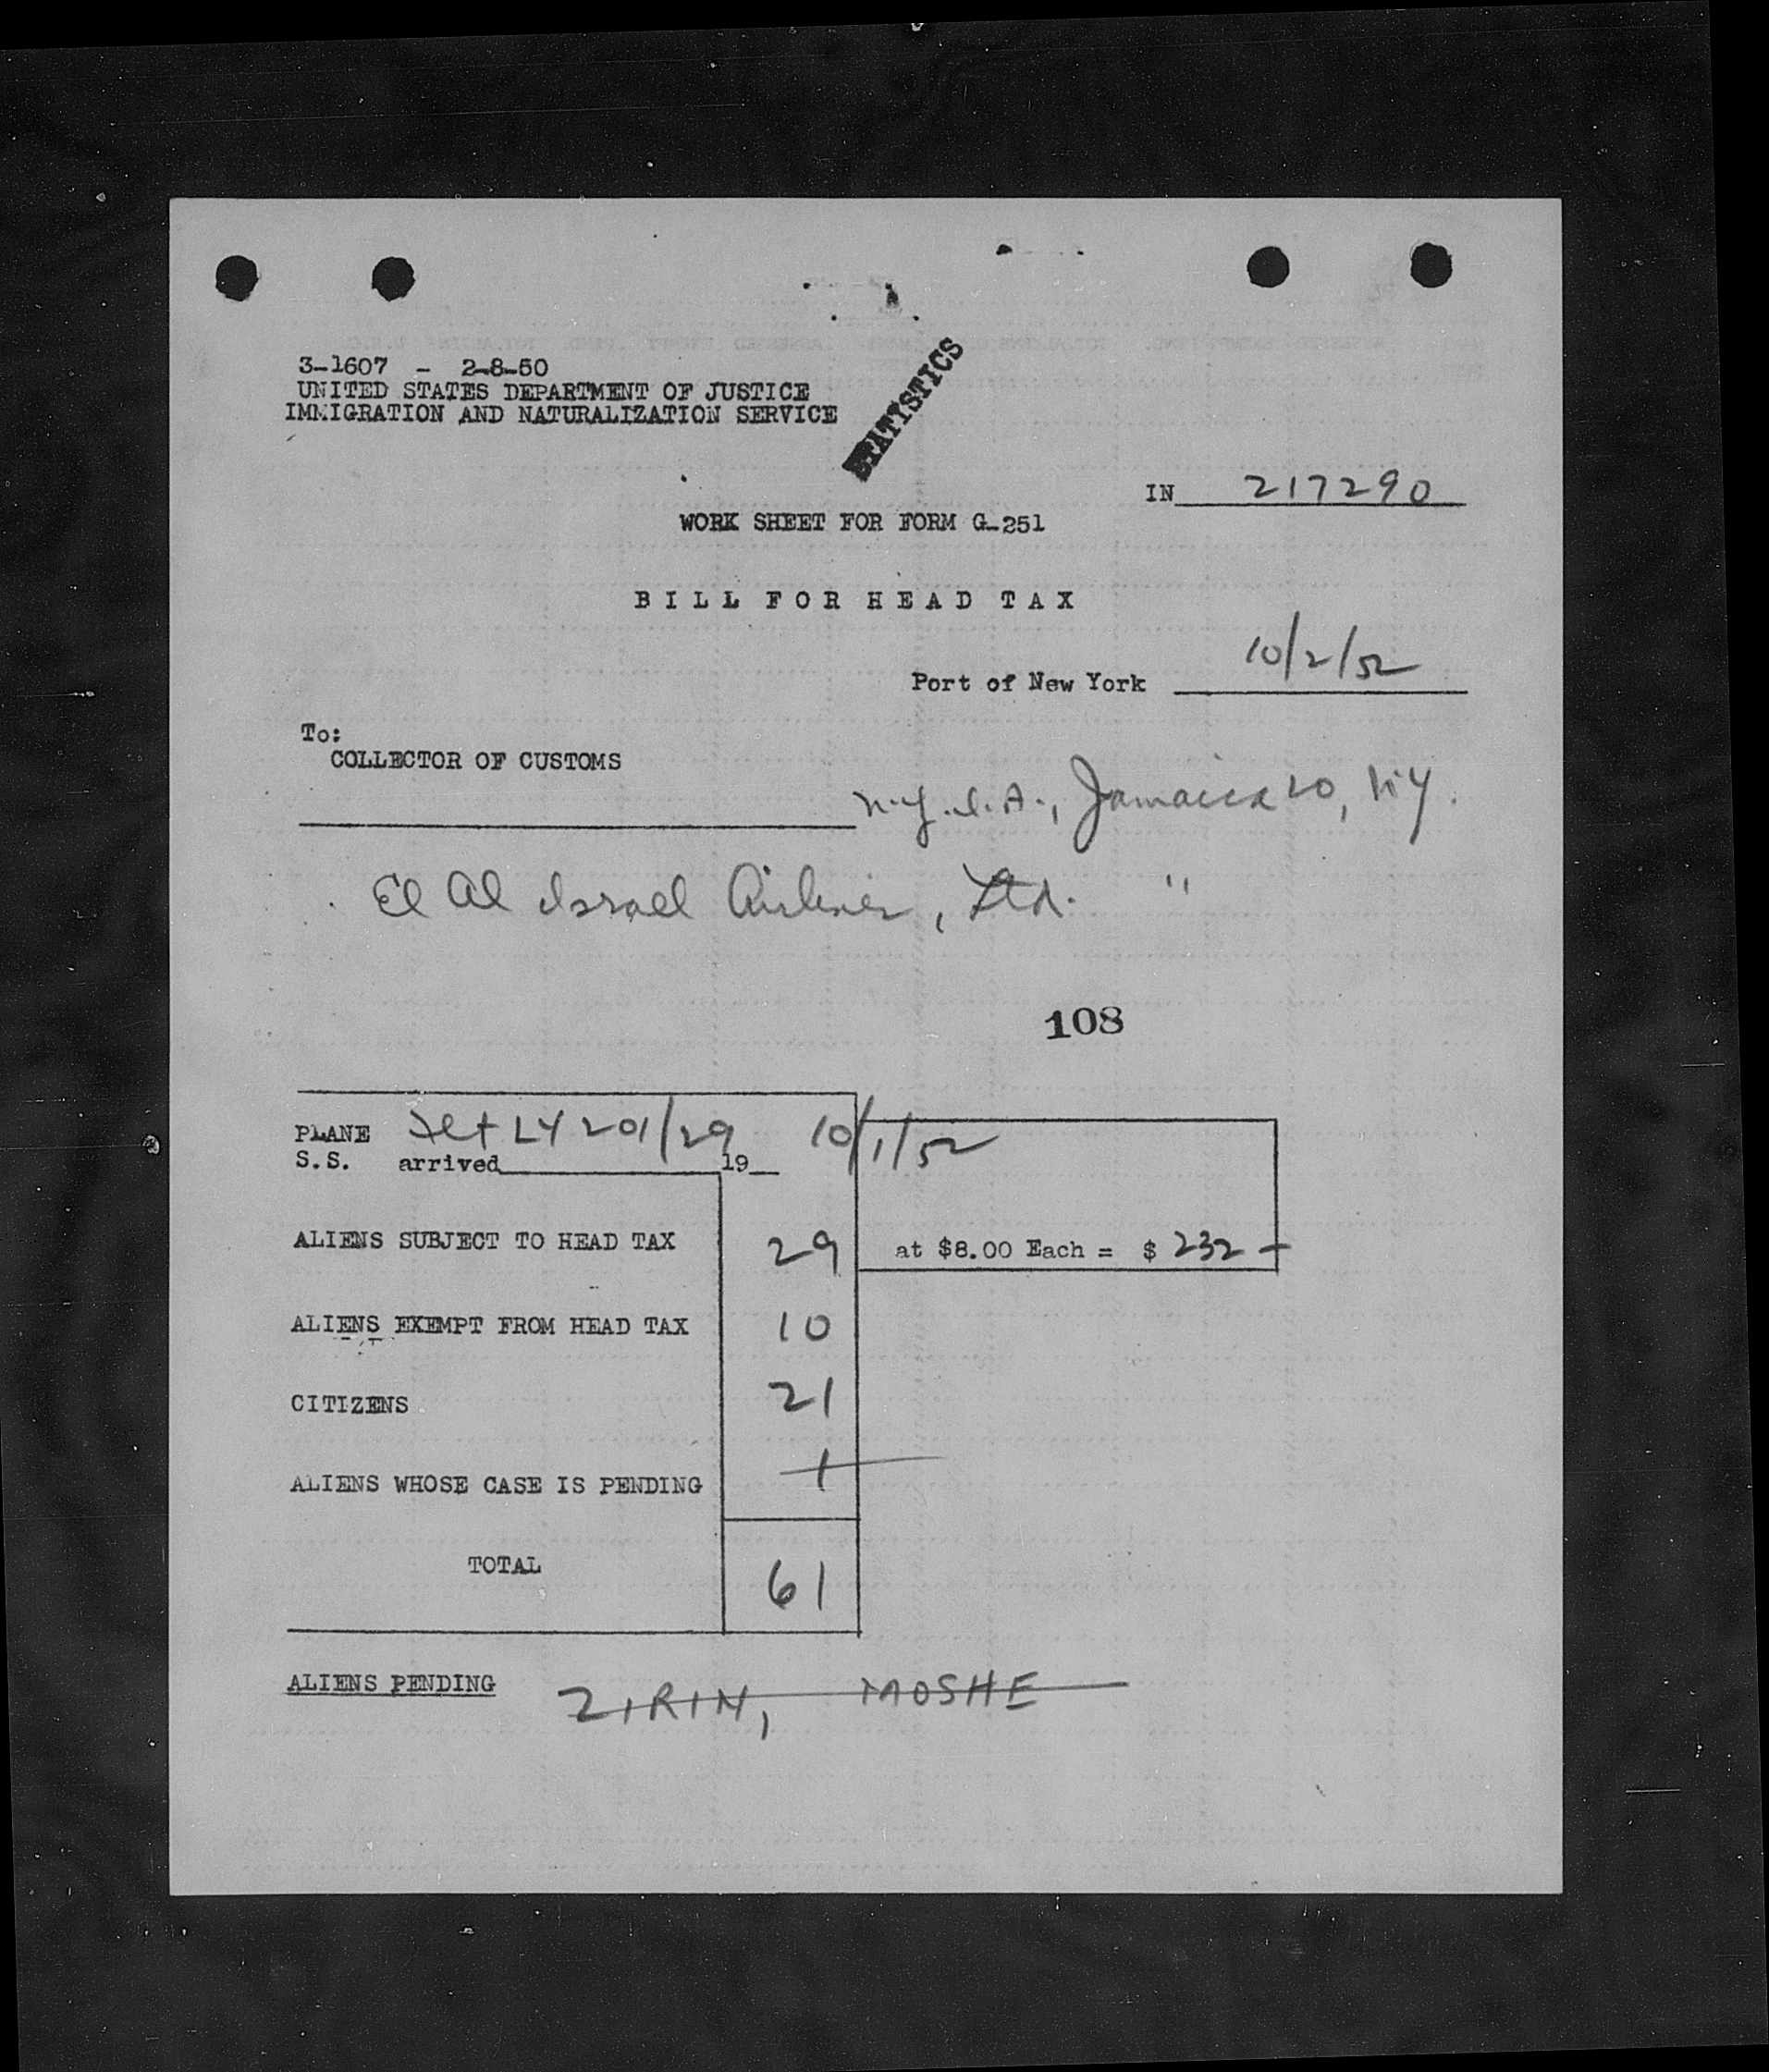 3-1607 - 2-8-50
UNITED STATES DEPARTMENT OF JUSTICE
IMMIGRATION AND NATURALIZATION SERVICE
STATISTICS
IN 217290
WORK SHEET FOR FORM G-251
BILL FOR HEAD TAX
10/2/52
Port of New York
To:
COLLECTOR OF CUSTOMS
N.Y.I.A., Jamaica 20, NY.
El Al Israel Airlines, Ltd. "
108
PLANE LY 201/29 10/1/52
S.S. arrived 19
ALIENS SUBJECT TO HEAD TAX 29 at $8.00 Each = $ 232 -
ALIENS EXEMPT FROM HEAD TAX 10
CITIZENS 21
ALIENS WHOSE CASE IS PENDING 1
TOTAL 61
ALIENS PENDING ZIRIN, MOSHE